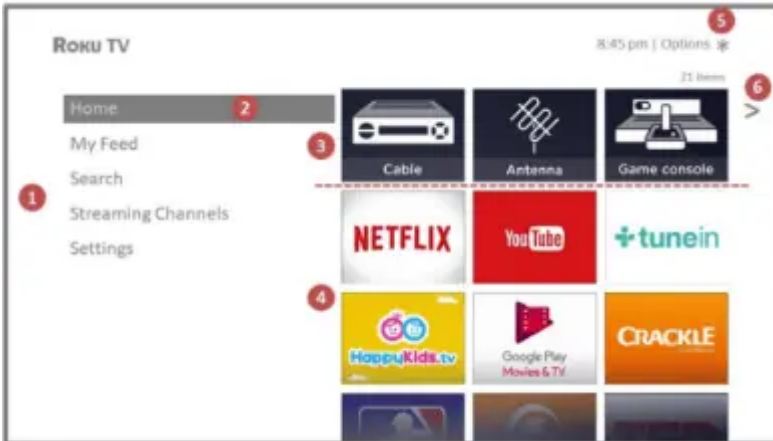 5
ROKU TV
8:45 pm | Options *
21 items
6
>
Home
2
My Feed
3
Cable
Antenna
Game console
Search
1
Streaming Channels
NETFLIX
YouTube
tunein
Settings
4
HappyKids.tv
Google Play
Movies & TV
CRACKLE